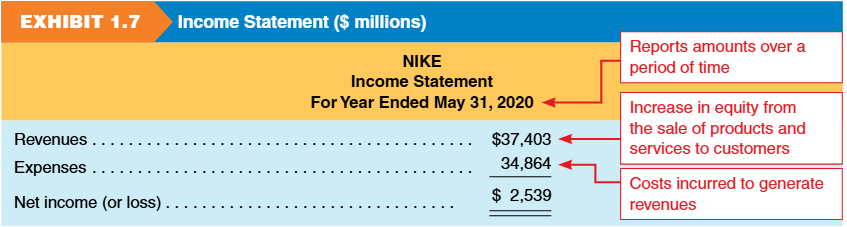 EXHIBIT 1.7 Income Statement ($ millions)
NIKE
Income Statement
For Year Ended May 31, 2020
Reports amounts over a
period of time
Revenues . . . . . . . . . . . . . . . . . . . . . . . . . . . . . . . . . . . . . . . . . . $37,403
Increase in equity from
the sale of products and
services to customers
Expenses . . . . . . . . . . . . . . . . . . . . . . . . . . . . . . . . . . . . . . . . . . 34,864
Costs incurred to generate
revenues
Net income (or loss) . . . . . . . . . . . . . . . . . . . . . . . . . . . . . . . . $ 2,539